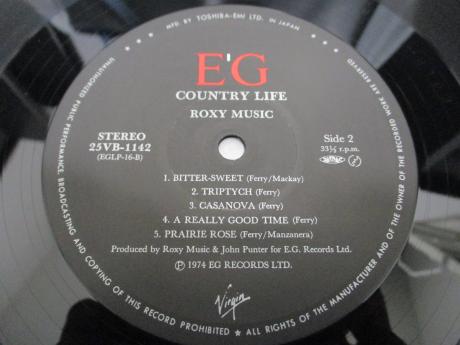 MFD. BY TOSHIBA-EMI LTD. IN JAPAN
E'G
COUNTRY LIFE
ROXY MUSIC
STEREO
25VB-1142
(EGLP-16-B)
Side 2
33⅓ r.p.m.
1. BITTER-SWEET (Ferry/Mackay)
2. TRIPTYCH (Ferry)
3. CASANOVA (Ferry)
4. A REALLY GOOD TIME (Ferry)
5. PRAIRIE ROSE (Ferry/Manzanera)
Produced by Roxy Music & John Punter for E.G. Records Ltd.
Ⓟ 1974 EG RECORDS LTD.
Virgin
UNAUTHORIZED PUBLIC PERFORMANCE, BROADCASTING AND COPYING OF THIS RECORD PROHIBITED ★ ALL RIGHTS OF THE MANUFACTURER AND OF THE OWNER OF THE RECORDED WORK ARE RESERVED